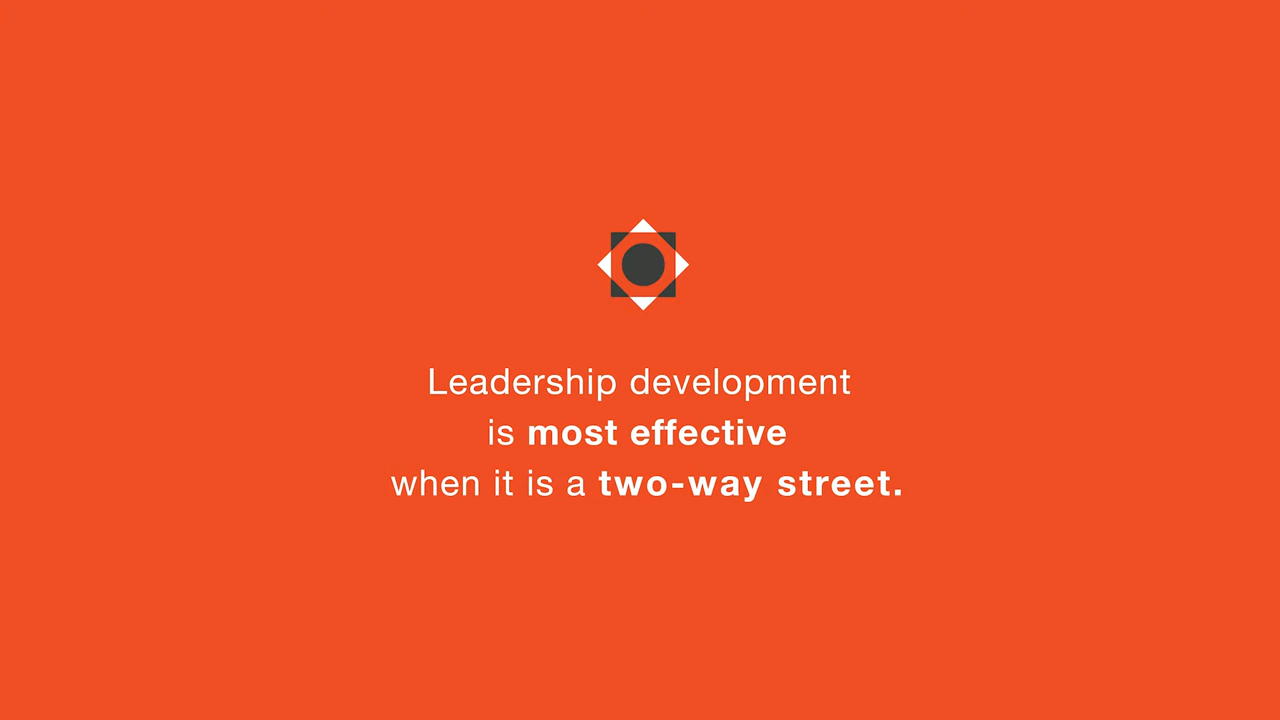 Leadership development
is most effective
when it is a two-way street.